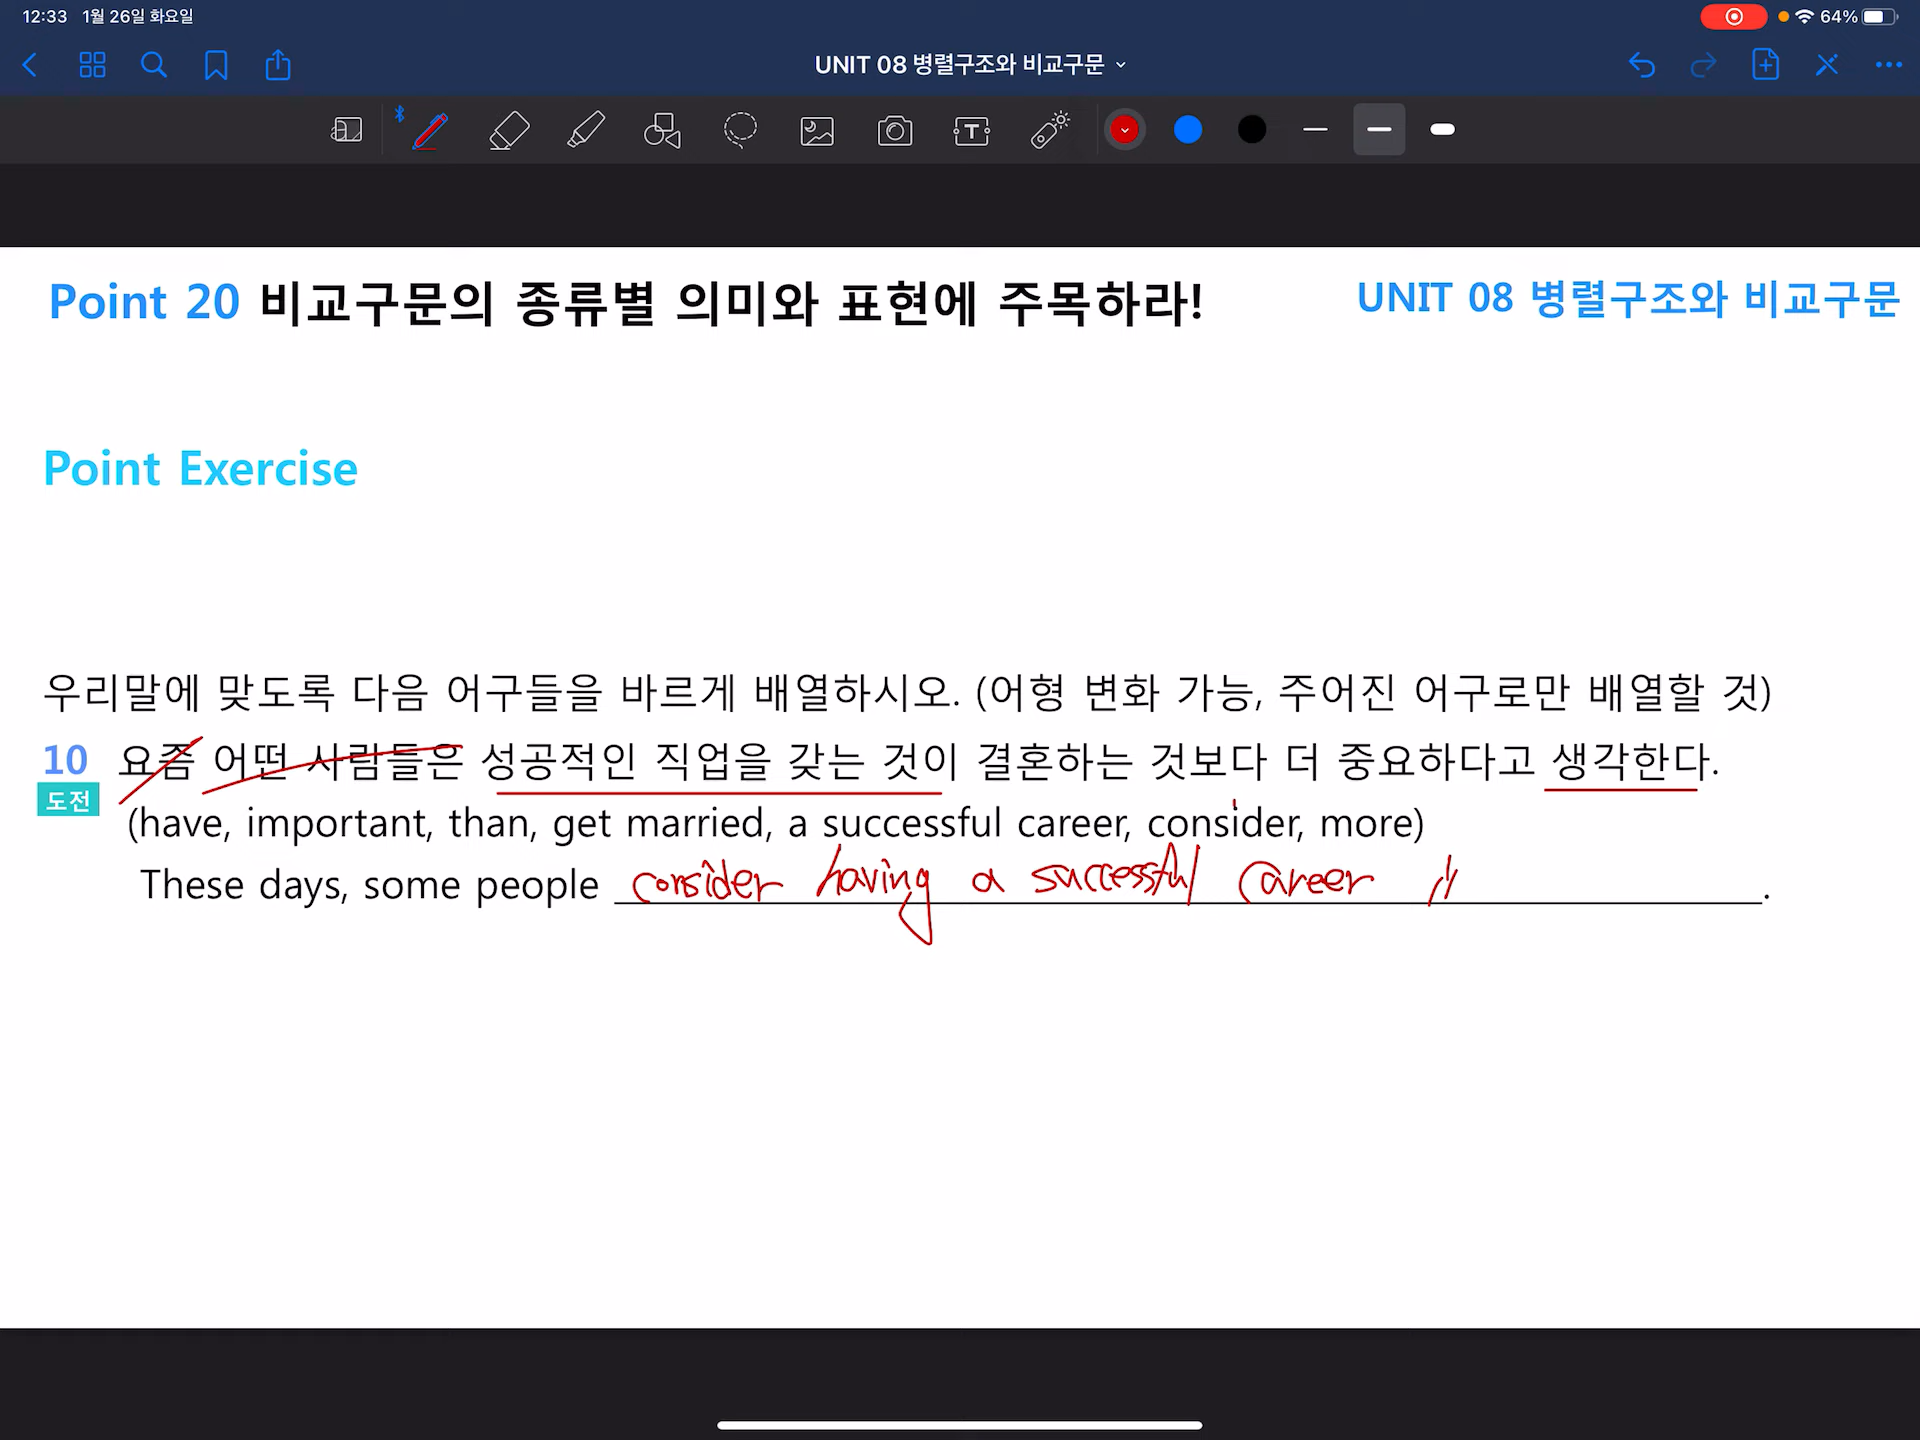 12:33 1월 26일 화요일 64%
UNIT 08 병렬구조와 비교구문
Point 20 비교구문의 종류별 의미와 표현에 주목하라! UNIT 08 병렬구조와 비교구문
Point Exercise
우리말에 맞도록 다음 어구들을 바르게 배열하시오. (어형 변화 가능, 주어진 어구로만 배열할 것)
10 요즘 어떤 사람들은 성공적인 직업을 갖는 것이 결혼하는 것보다 더 중요하다고 생각한다.
도전
(have, important, than, get married, a successful career, consider, more)
These days, some people consider having a successful career .